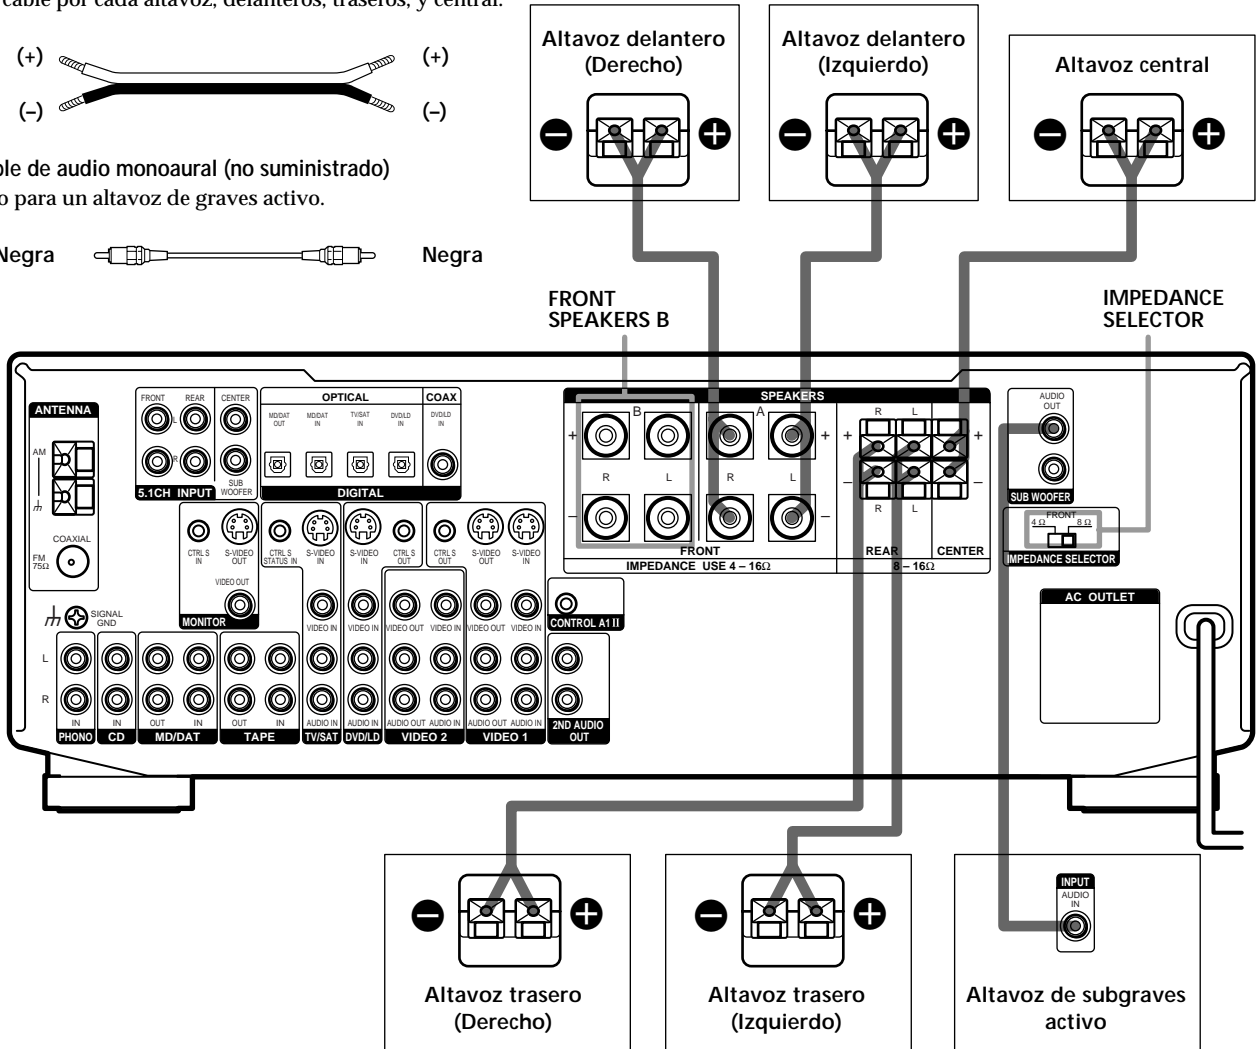 cable por cada altavoz, delanteros, traseros, y central.
(+) (+)
(–) (–)
ble de audio monoaural (no suministrado)
o para un altavoz de graves activo.
Negra Negra
Altavoz delantero
(Derecho)
Altavoz delantero
(Izquierdo)
Altavoz central
FRONT
SPEAKERS B
IMPEDANCE
SELECTOR
ANTENNA
AM
COAXIAL
FM
75Ω
FRONT REAR CENTER
L
R
SUB
WOOFER
5.1CH INPUT
OPTICAL
COAX
MD/DAT
OUT
MD/DAT
IN
TV/SAT
IN
DVD/LD
IN
DVD/LD
IN
DIGITAL
SPEAKERS
B A
+ +
R L R L
– –
FRONT
IMPEDANCE USE 4 – 16Ω
R L
+ +
– –
R L
REAR CENTER
8 – 16Ω
AUDIO
OUT
SUB WOOFER
FRONT
4 Ω 8 Ω
IMPEDANCE SELECTOR
CTRL S
IN
S-VIDEO
OUT
VIDEO OUT
MONITOR
CTRL S
STATUS IN
S-VIDEO
IN
S-VIDEO
IN
CTRL S
OUT
CTRL S
OUT
S-VIDEO
OUT
S-VIDEO
IN
VIDEO IN VIDEO IN VIDEO OUT VIDEO IN VIDEO OUT VIDEO IN
CONTROL A1 II
AC OUTLET
SIGNAL
GND
L
R
IN IN OUT IN OUT IN AUDIO IN AUDIO IN AUDIO OUT AUDIO IN AUDIO OUT AUDIO IN
PHONO CD MD/DAT TAPE TV/SAT DVD/LD VIDEO 2 VIDEO 1
2ND AUDIO
OUT
Altavoz trasero
(Derecho)
Altavoz trasero
(Izquierdo)
INPUT
AUDIO
IN
Altavoz de subgraves
activo